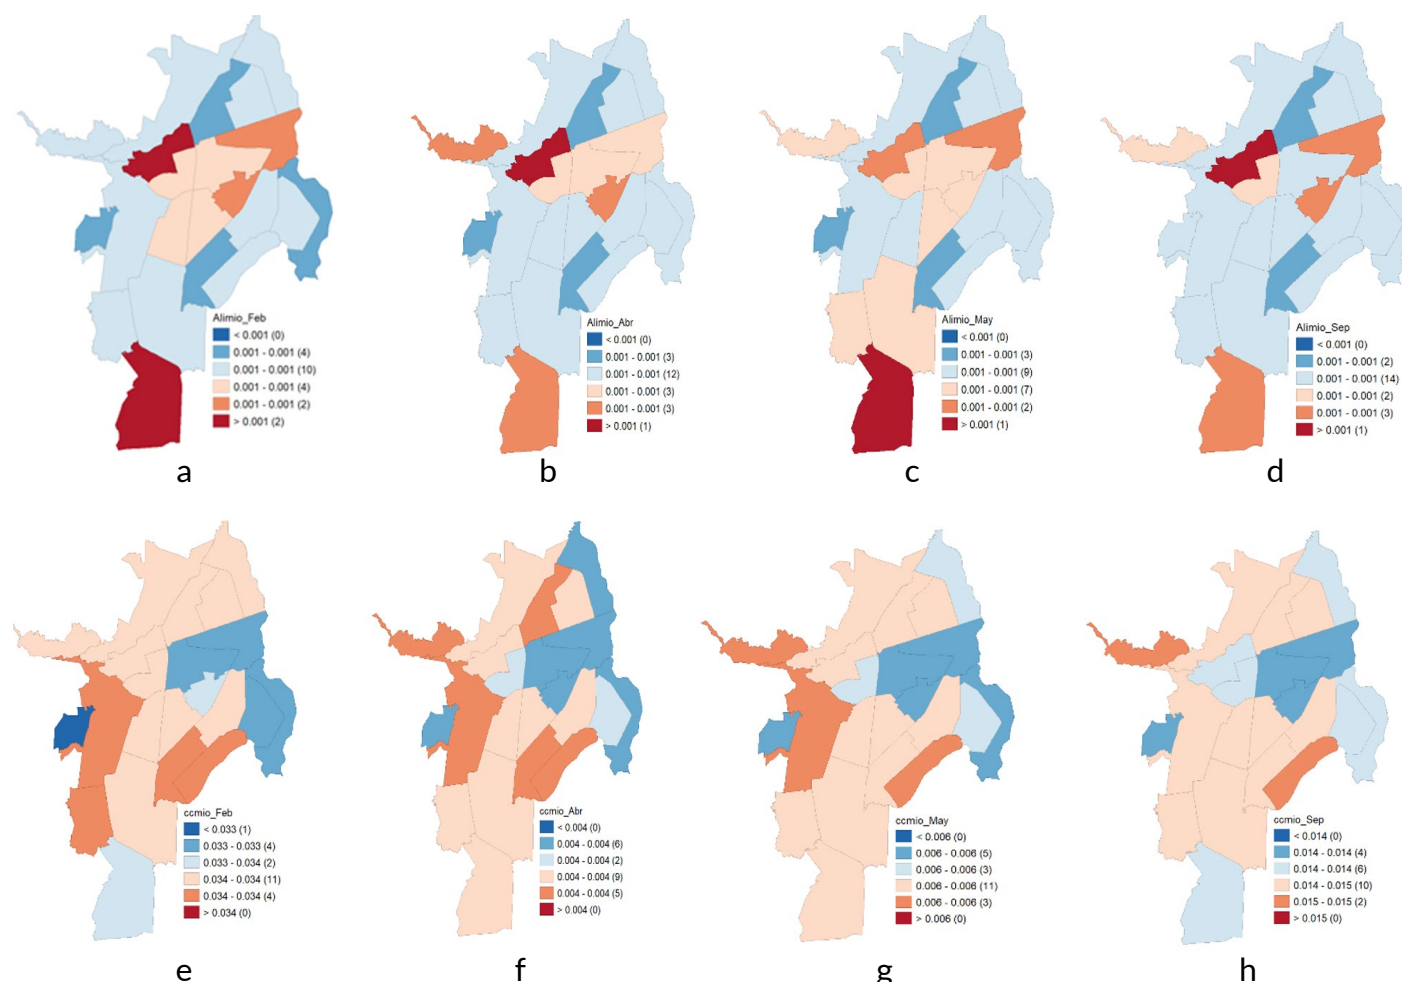 Alimio_Feb
< 0.001 (0)
0.001 - 0.001 (4)
0.001 - 0.001 (10)
0.001 - 0.001 (4)
0.001 - 0.001 (2)
> 0.001 (2)
a
Alimio_Abr
< 0.001 (0)
0.001 - 0.001 (3)
0.001 - 0.001 (12)
0.001 - 0.001 (3)
0.001 - 0.001 (3)
> 0.001 (1)
b
Alimio_May
< 0.001 (0)
0.001 - 0.001 (3)
0.001 - 0.001 (9)
0.001 - 0.001 (7)
0.001 - 0.001 (2)
> 0.001 (1)
c
Alimio_Sep
< 0.001 (0)
0.001 - 0.001 (2)
0.001 - 0.001 (14)
0.001 - 0.001 (2)
0.001 - 0.001 (3)
> 0.001 (1)
d
ccmio_Feb
< 0.033 (1)
0.033 - 0.033 (4)
0.033 - 0.034 (2)
0.034 - 0.034 (11)
0.034 - 0.034 (4)
> 0.034 (0)
e
ccmio_Abr
< 0.004 (0)
0.004 - 0.004 (6)
0.004 - 0.004 (2)
0.004 - 0.004 (9)
0.004 - 0.004 (5)
> 0.004 (0)
f
ccmio_May
< 0.006 (0)
0.006 - 0.006 (5)
0.006 - 0.006 (3)
0.006 - 0.006 (11)
0.006 - 0.006 (3)
> 0.006 (0)
g
ccmio_Sep
< 0.014 (0)
0.014 - 0.014 (4)
0.014 - 0.014 (6)
0.014 - 0.015 (10)
0.015 - 0.015 (2)
> 0.015 (0)
h